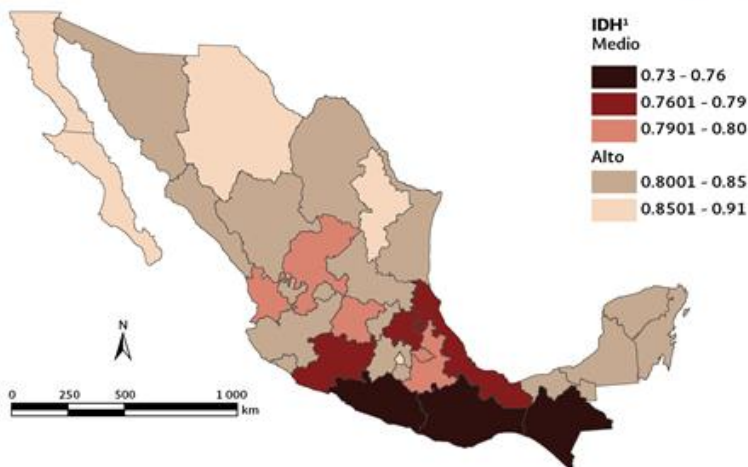 IDH¹
Medio
0.73 - 0.76
0.7601 - 0.79
0.7901 - 0.80
Alto
0.8001 - 0.85
0.8501 - 0.91
N
0 250 500 1 000
km